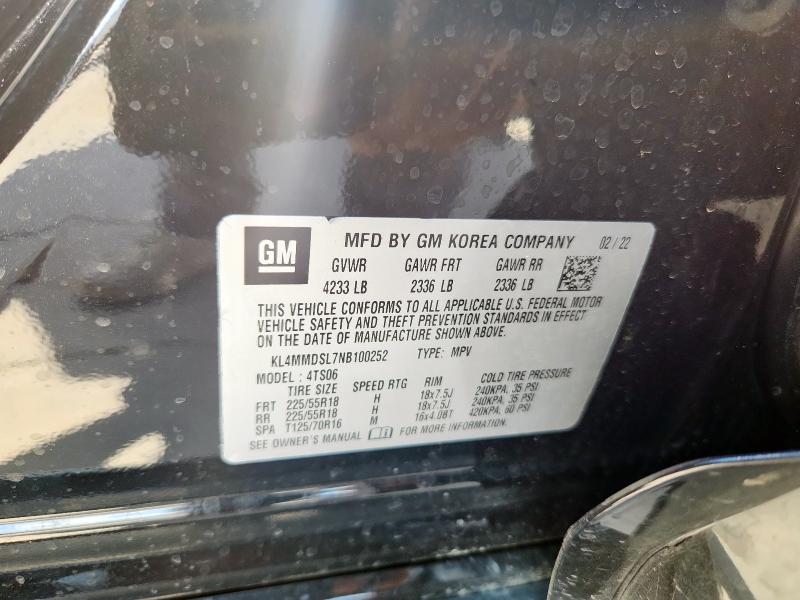 GM MFD BY GM KOREA COMPANY 02 / 22
GVWR GAWR FRT GAWR RR
4233 LB 2336 LB 2336 LB
THIS VEHICLE CONFORMS TO ALL APPLICABLE U.S. FEDERAL MOTOR
VEHICLE SAFETY AND THEFT PREVENTION STANDARDS IN EFFECT
ON THE DATE OF MANUFACTURE SHOWN ABOVE.
KL4MMDSL7NB100252 TYPE: MPV
MODEL : 4TS06
TIRE SIZE SPEED RTG RIM COLD TIRE PRESSURE
FRT 225/55R18 H 18x7.5J 240KPA, 35 PSI
RR 225/55R18 H 18x7.5J 240KPA, 35 PSI
SPA T125/70R16 M 16x4.0BT 420KPA, 60 PSI
SEE OWNER'S MANUAL FOR MORE INFORMATION.